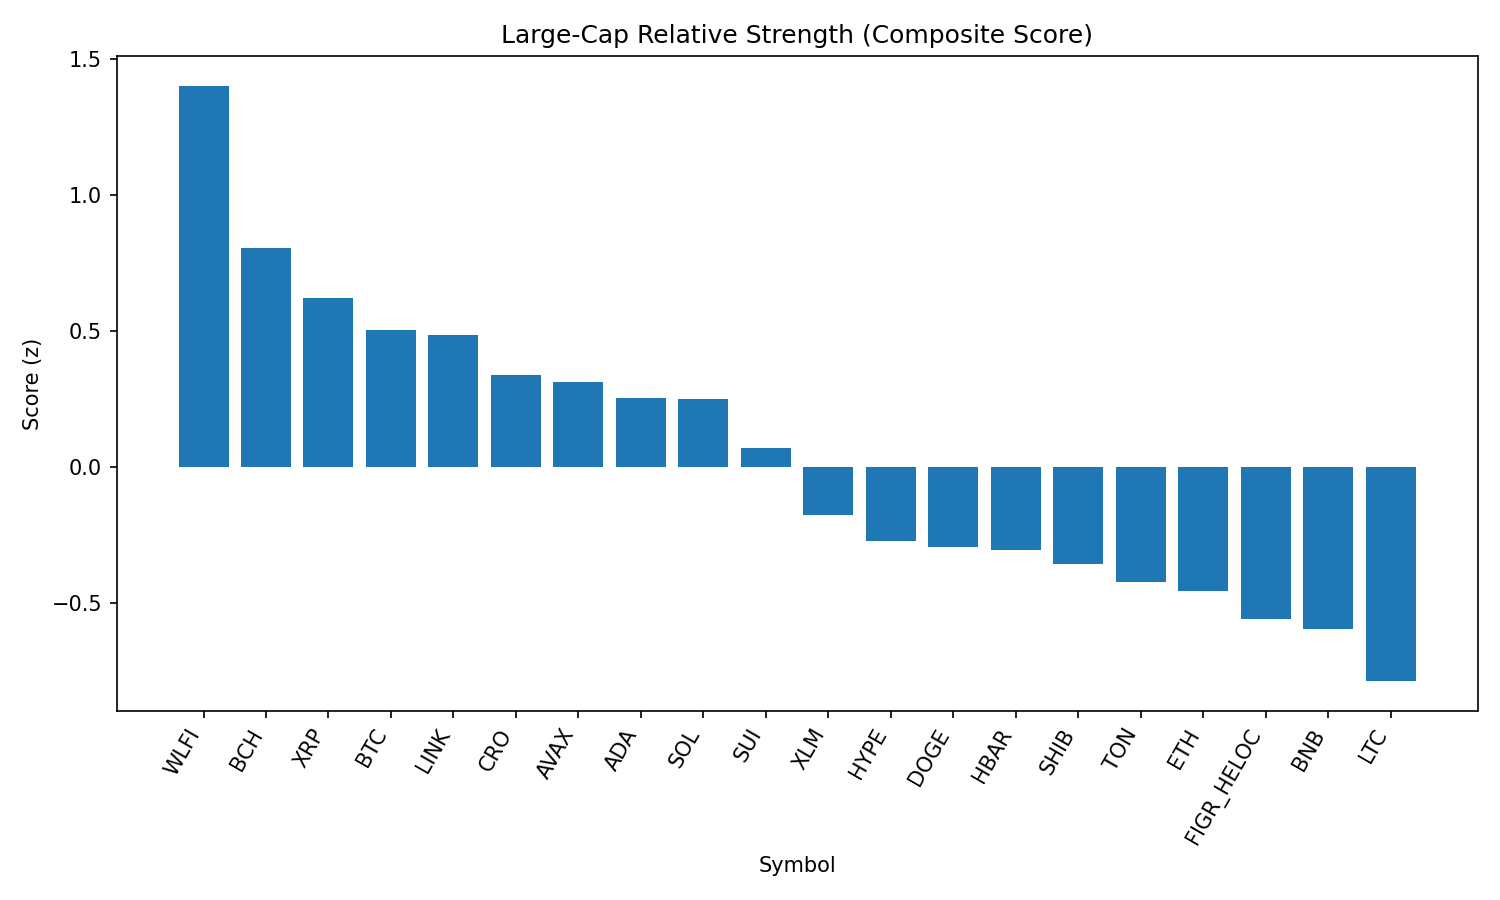 Large-Cap Relative Strength (Composite Score)
Score (z)
1.5
1.0
0.5
0.0
−0.5
WLFI
BCH
XRP
BTC
LINK
CRO
AVAX
ADA
SOL
SUI
XLM
HYPE
DOGE
HBAR
SHIB
TON
ETH
FIGR_HELOC
BNB
LTC
Symbol